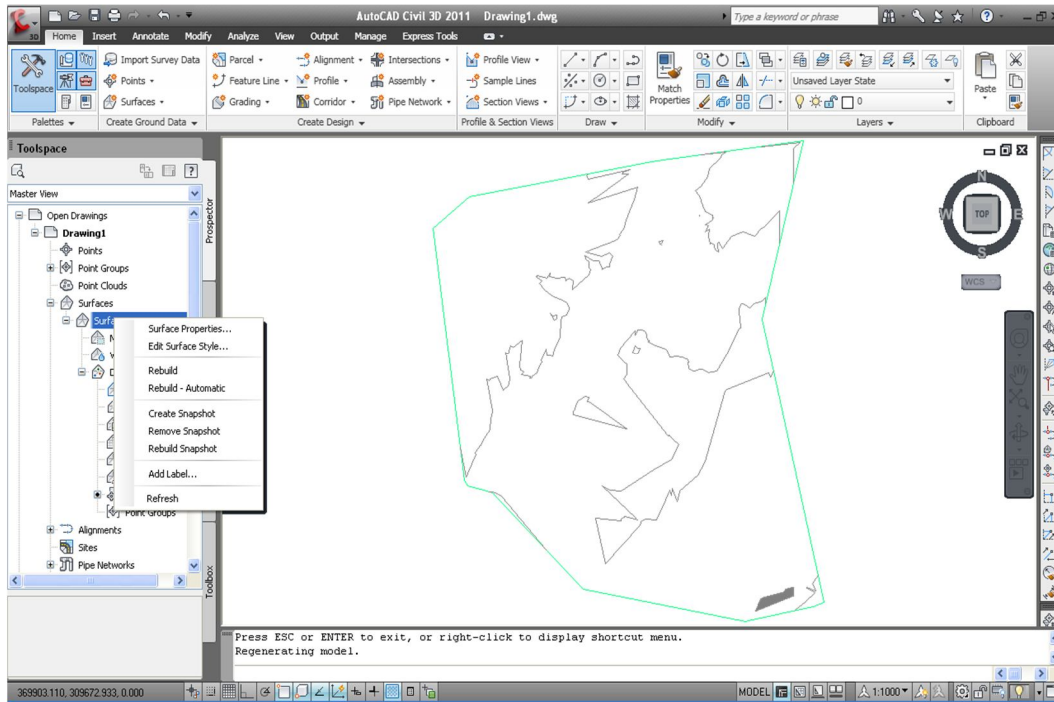 AutoCAD Civil 3D 2011 Drawing1.dwg
Type a keyword or phrase
3D
Home Insert Annotate Modify Analyze View Output Manage Express Tools
Toolspace
Import Survey Data
Points
Surfaces
Parcel
Feature Line
Grading
Alignment
Profile
Corridor
Intersections
Assembly
Pipe Network
Profile View
Sample Lines
Section Views
Match
Properties
Unsaved Layer State
0
Paste
Palettes
Create Ground Data
Create Design
Profile & Section Views
Draw
Modify
Layers
Clipboard
Toolspace
Master View
Prospector
Open Drawings
Drawing1
Points
Point Groups
Point Clouds
Surfaces
Surfa
Surface Properties...
Edit Surface Style...
Rebuild
Rebuild - Automatic
Create Snapshot
Remove Snapshot
Rebuild Snapshot
Add Label...
Refresh
Point Groups
Alignments
Sites
Pipe Networks
Toolbox
N
W TOP E
S
WCS
Press ESC or ENTER to exit, or right-click to display shortcut menu.
Regenerating model.
369903.110, 309672.933, 0.000
MODEL
1:1000